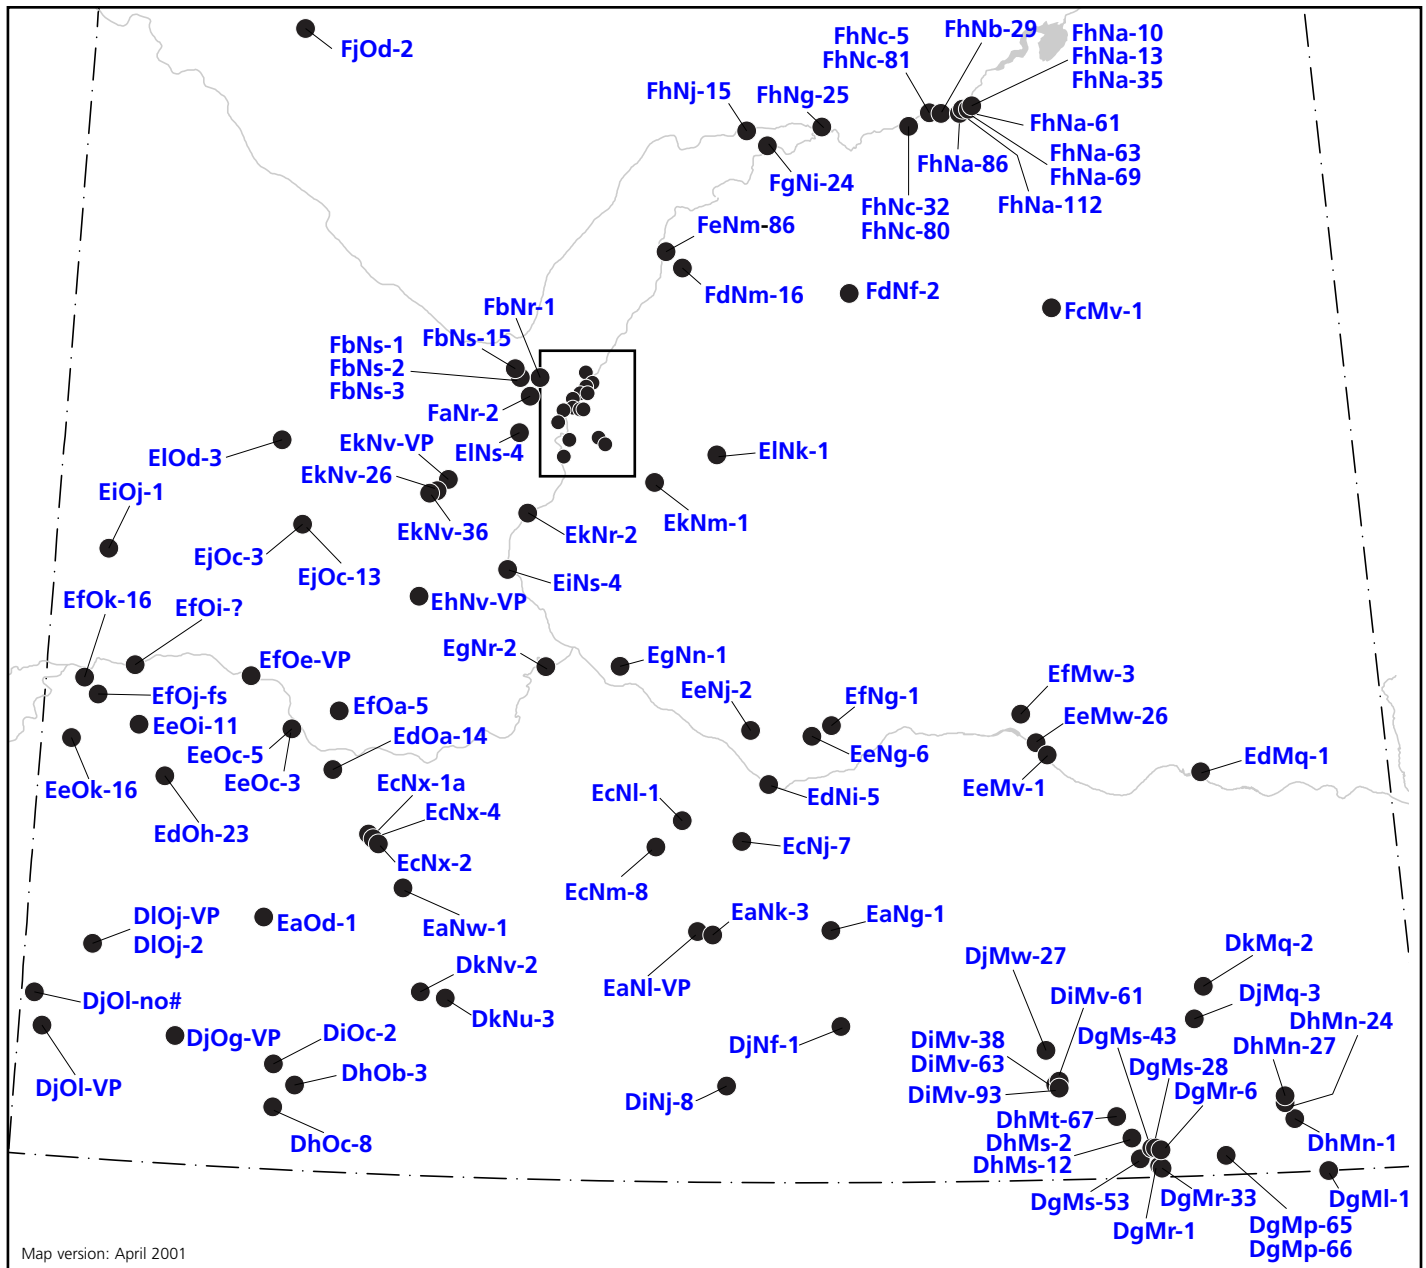 FjOd-2
FhNc-5
FhNc-81
FhNb-29
FhNa-10
FhNa-13
FhNa-35
FhNj-15
FhNg-25
FhNa-61
FhNa-63
FhNa-69
FhNa-86
FhNa-112
FgNi-24
FhNc-32
FhNc-80
FeNm-86
FdNm-16
FdNf-2
FcMv-1
FbNr-1
FbNs-15
FbNs-1
FbNs-2
FbNs-3
FaNr-2
ElNs-4
EkNv-VP
ElOd-3
EkNv-26
ElNk-1
EiOj-1
EkNv-36
EkNr-2
EkNm-1
EjOc-3
EjOc-13
EiNs-4
EhNv-VP
EfOk-16
EfOi-?
EfOe-VP
EgNr-2
EgNn-1
EfOj-fs
EeNj-2
EfNg-1
EfMw-3
EfOa-5
EeOi-11
EeMw-26
EdOa-14
EeOc-5
EeOc-3
EeNg-6
EeMv-1
EdMq-1
EeOk-16
EcNx-1a
EcNl-1
EdNi-5
EcNx-4
EdOh-23
EcNx-2
EcNj-7
EcNm-8
DlOj-VP
DlOj-2
EaOd-1
EaNw-1
EaNk-3
EaNg-1
DkMq-2
DjMw-27
DkNv-2
EaNl-VP
DjOl-no#
DkNu-3
DiMv-61
DjMq-3
DjOg-VP
DiOc-2
DjNf-1
DiMv-38
DiMv-63
DiMv-93
DgMs-43
DhMn-24
DhMn-27
DgMs-28
DgMr-6
DjOl-VP
DhOb-3
DiNj-8
DhOc-8
DhMt-67
DhMs-2
DhMs-12
DhMn-1
DgMs-53
DgMr-33
DgMr-1
DgMl-1
DgMp-65
DgMp-66
Map version: April 2001